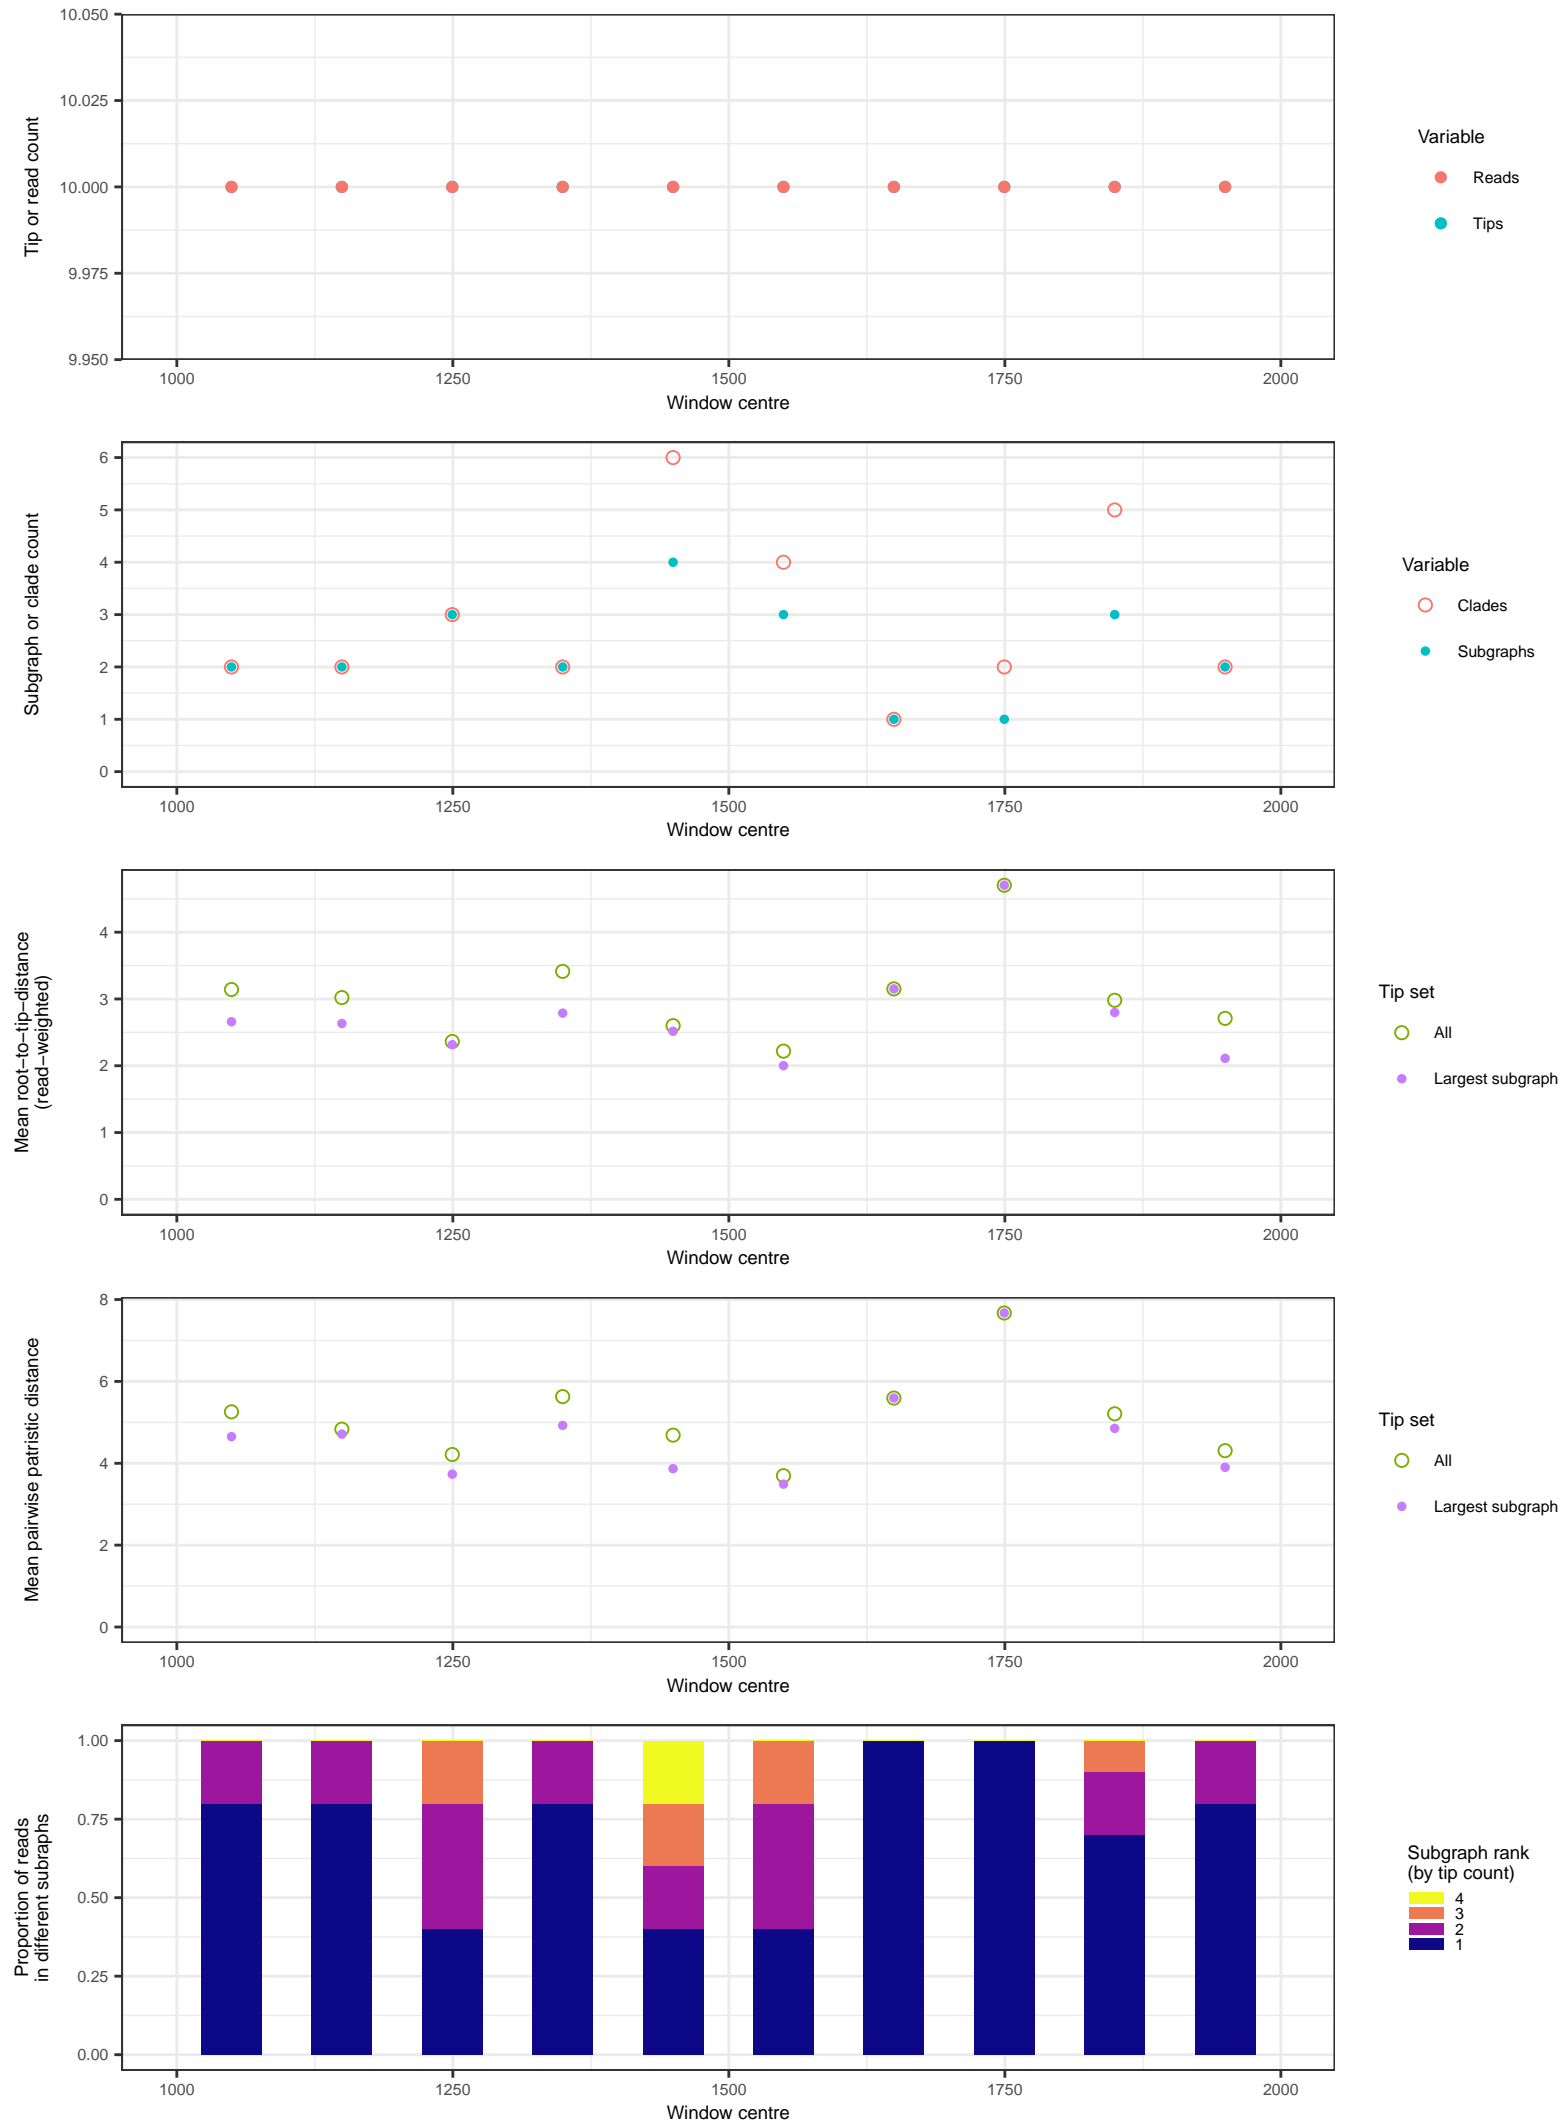 10.050
10.025
10.000
9.975
9.950
Tip or read count
1000 1250 1500 1750 2000
Window centre
Variable
Reads
Tips
6
5
4
3
2
1
0
Subgraph or clade count
1000 1250 1500 1750 2000
Window centre
Variable
Clades
Subgraphs
4
3
2
1
0
Mean root−to−tip−distance
(read−weighted)
1000 1250 1500 1750 2000
Window centre
Tip set
All
Largest subgraph
8
6
4
2
0
Mean pairwise patristic distance
1000 1250 1500 1750 2000
Window centre
Tip set
All
Largest subgraph
1.00
0.75
0.50
0.25
0.00
Proportion of reads
in different subraphs
1000 1250 1500 1750 2000
Window centre
Subgraph rank
(by tip count)
4
3
2
1